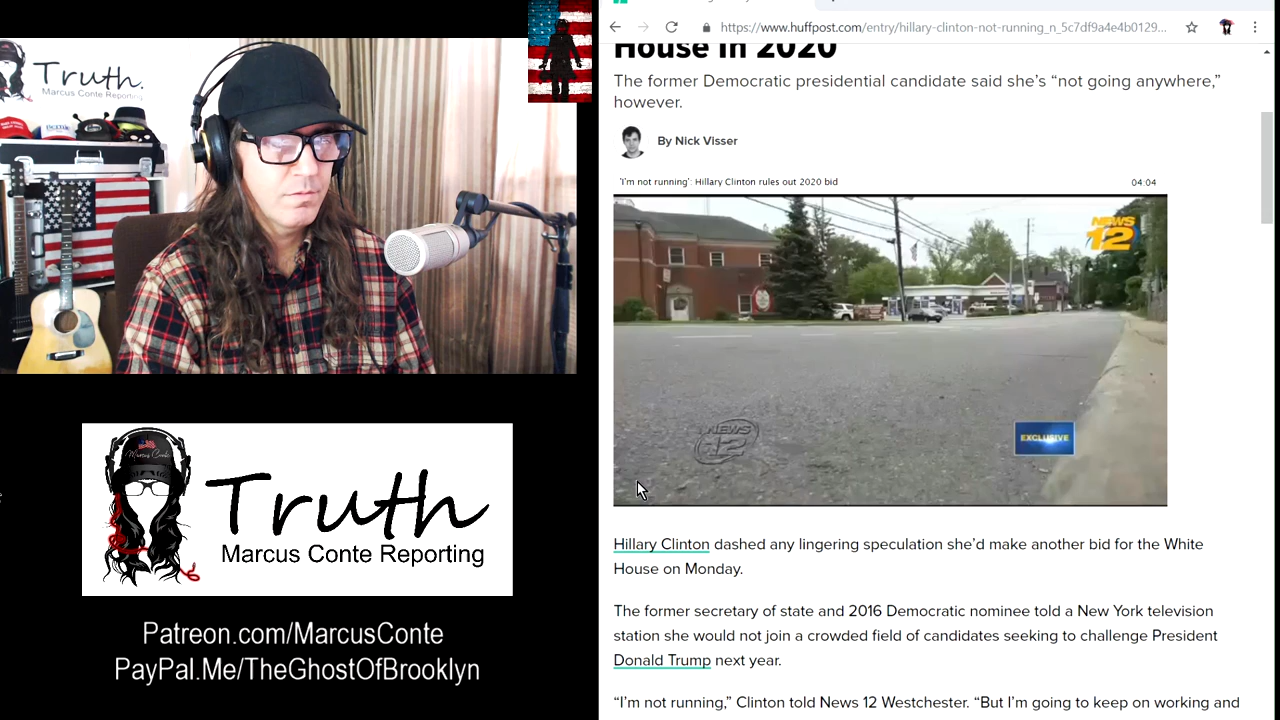 Truth.
Marcus Conte Reporting
Truth
Marcus Conte Reporting
Patreon.com/MarcusConte
PayPal.Me/TheGhostOfBrooklyn
https://www.huffpost.com/entry/hillary-clinton-not-running_n_5c7df9a4e4b0129...
House In 2020
The former Democratic presidential candidate said she’s “not going anywhere,”
however.
By Nick Visser
'I'm not running': Hillary Clinton rules out 2020 bid
04:04
NEWS
12
NEWS
12
EXCLUSIVE
Hillary Clinton dashed any lingering speculation she’d make another bid for the White
House on Monday.
The former secretary of state and 2016 Democratic nominee told a New York television
station she would not join a crowded field of candidates seeking to challenge President
Donald Trump next year.
“I’m not running,” Clinton told News 12 Westchester. “But I’m going to keep on working and